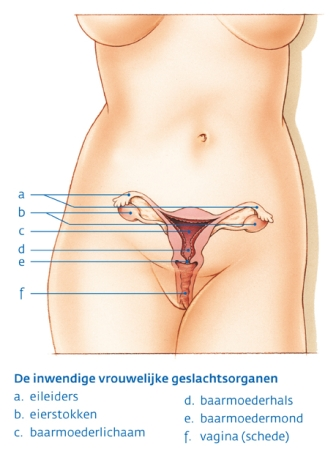 a
b
c
d
e
f
De inwendige vrouwelijke geslachtsorganen
a. eileiders
b. eierstokken
c. baarmoederlichaam
d. baarmoederhals
e. baarmoedermond
f. vagina (schede)